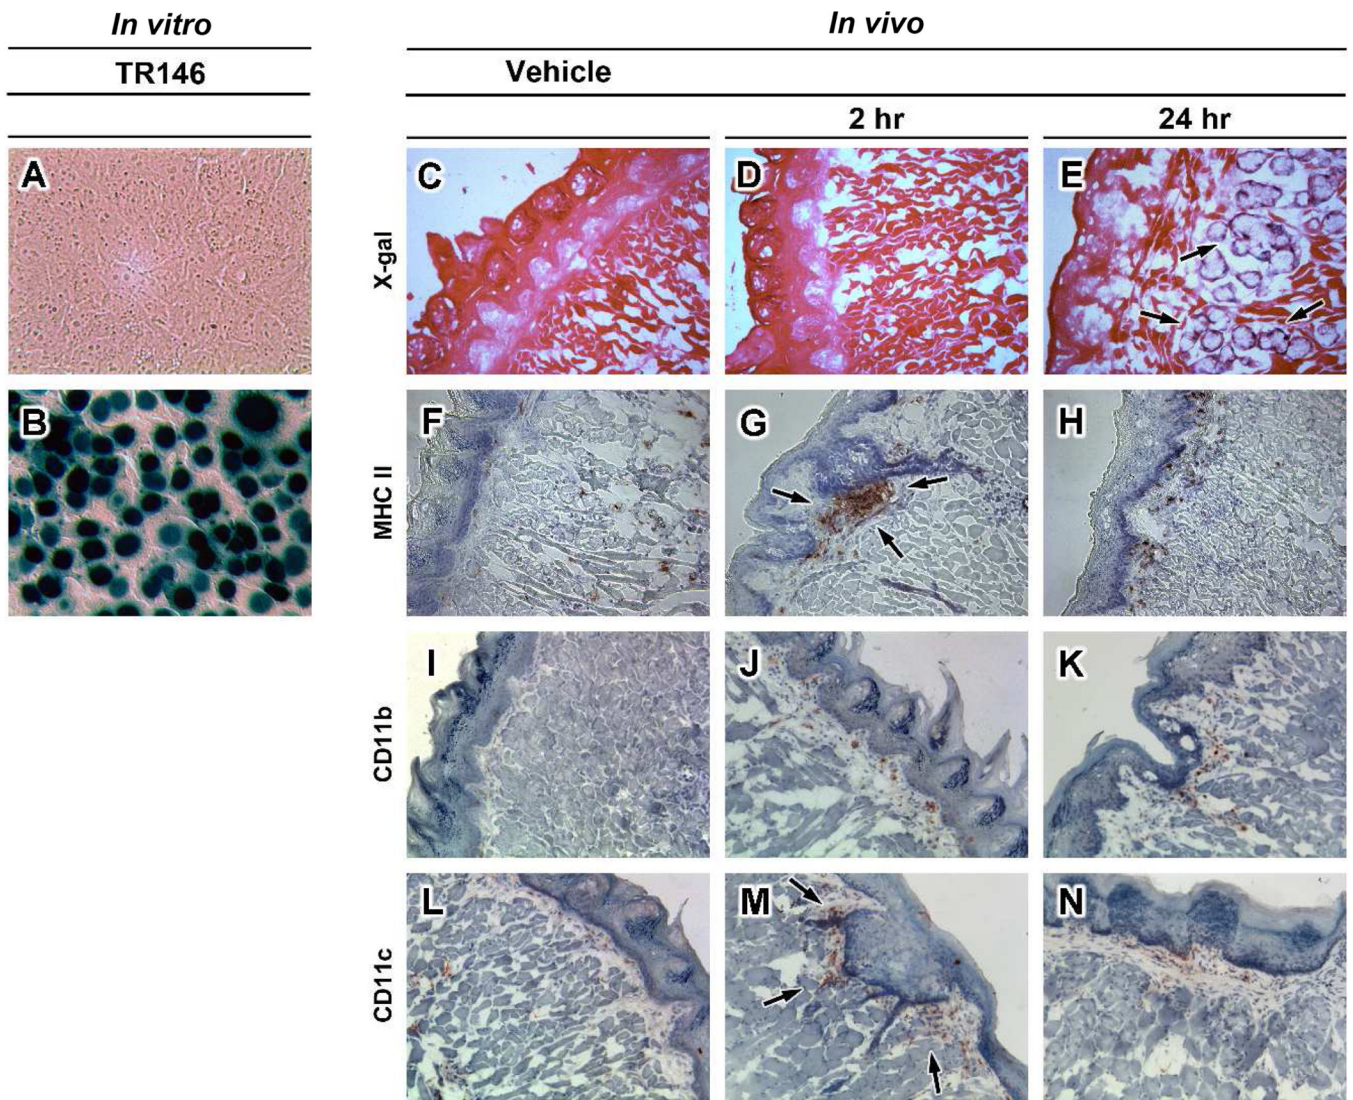 In vitro
In vivo
TR146
Vehicle
2 hr
24 hr
X-gal
A
C
D
E
MHC II
B
F
G
H
CD11b
I
J
K
CD11c
L
M
N